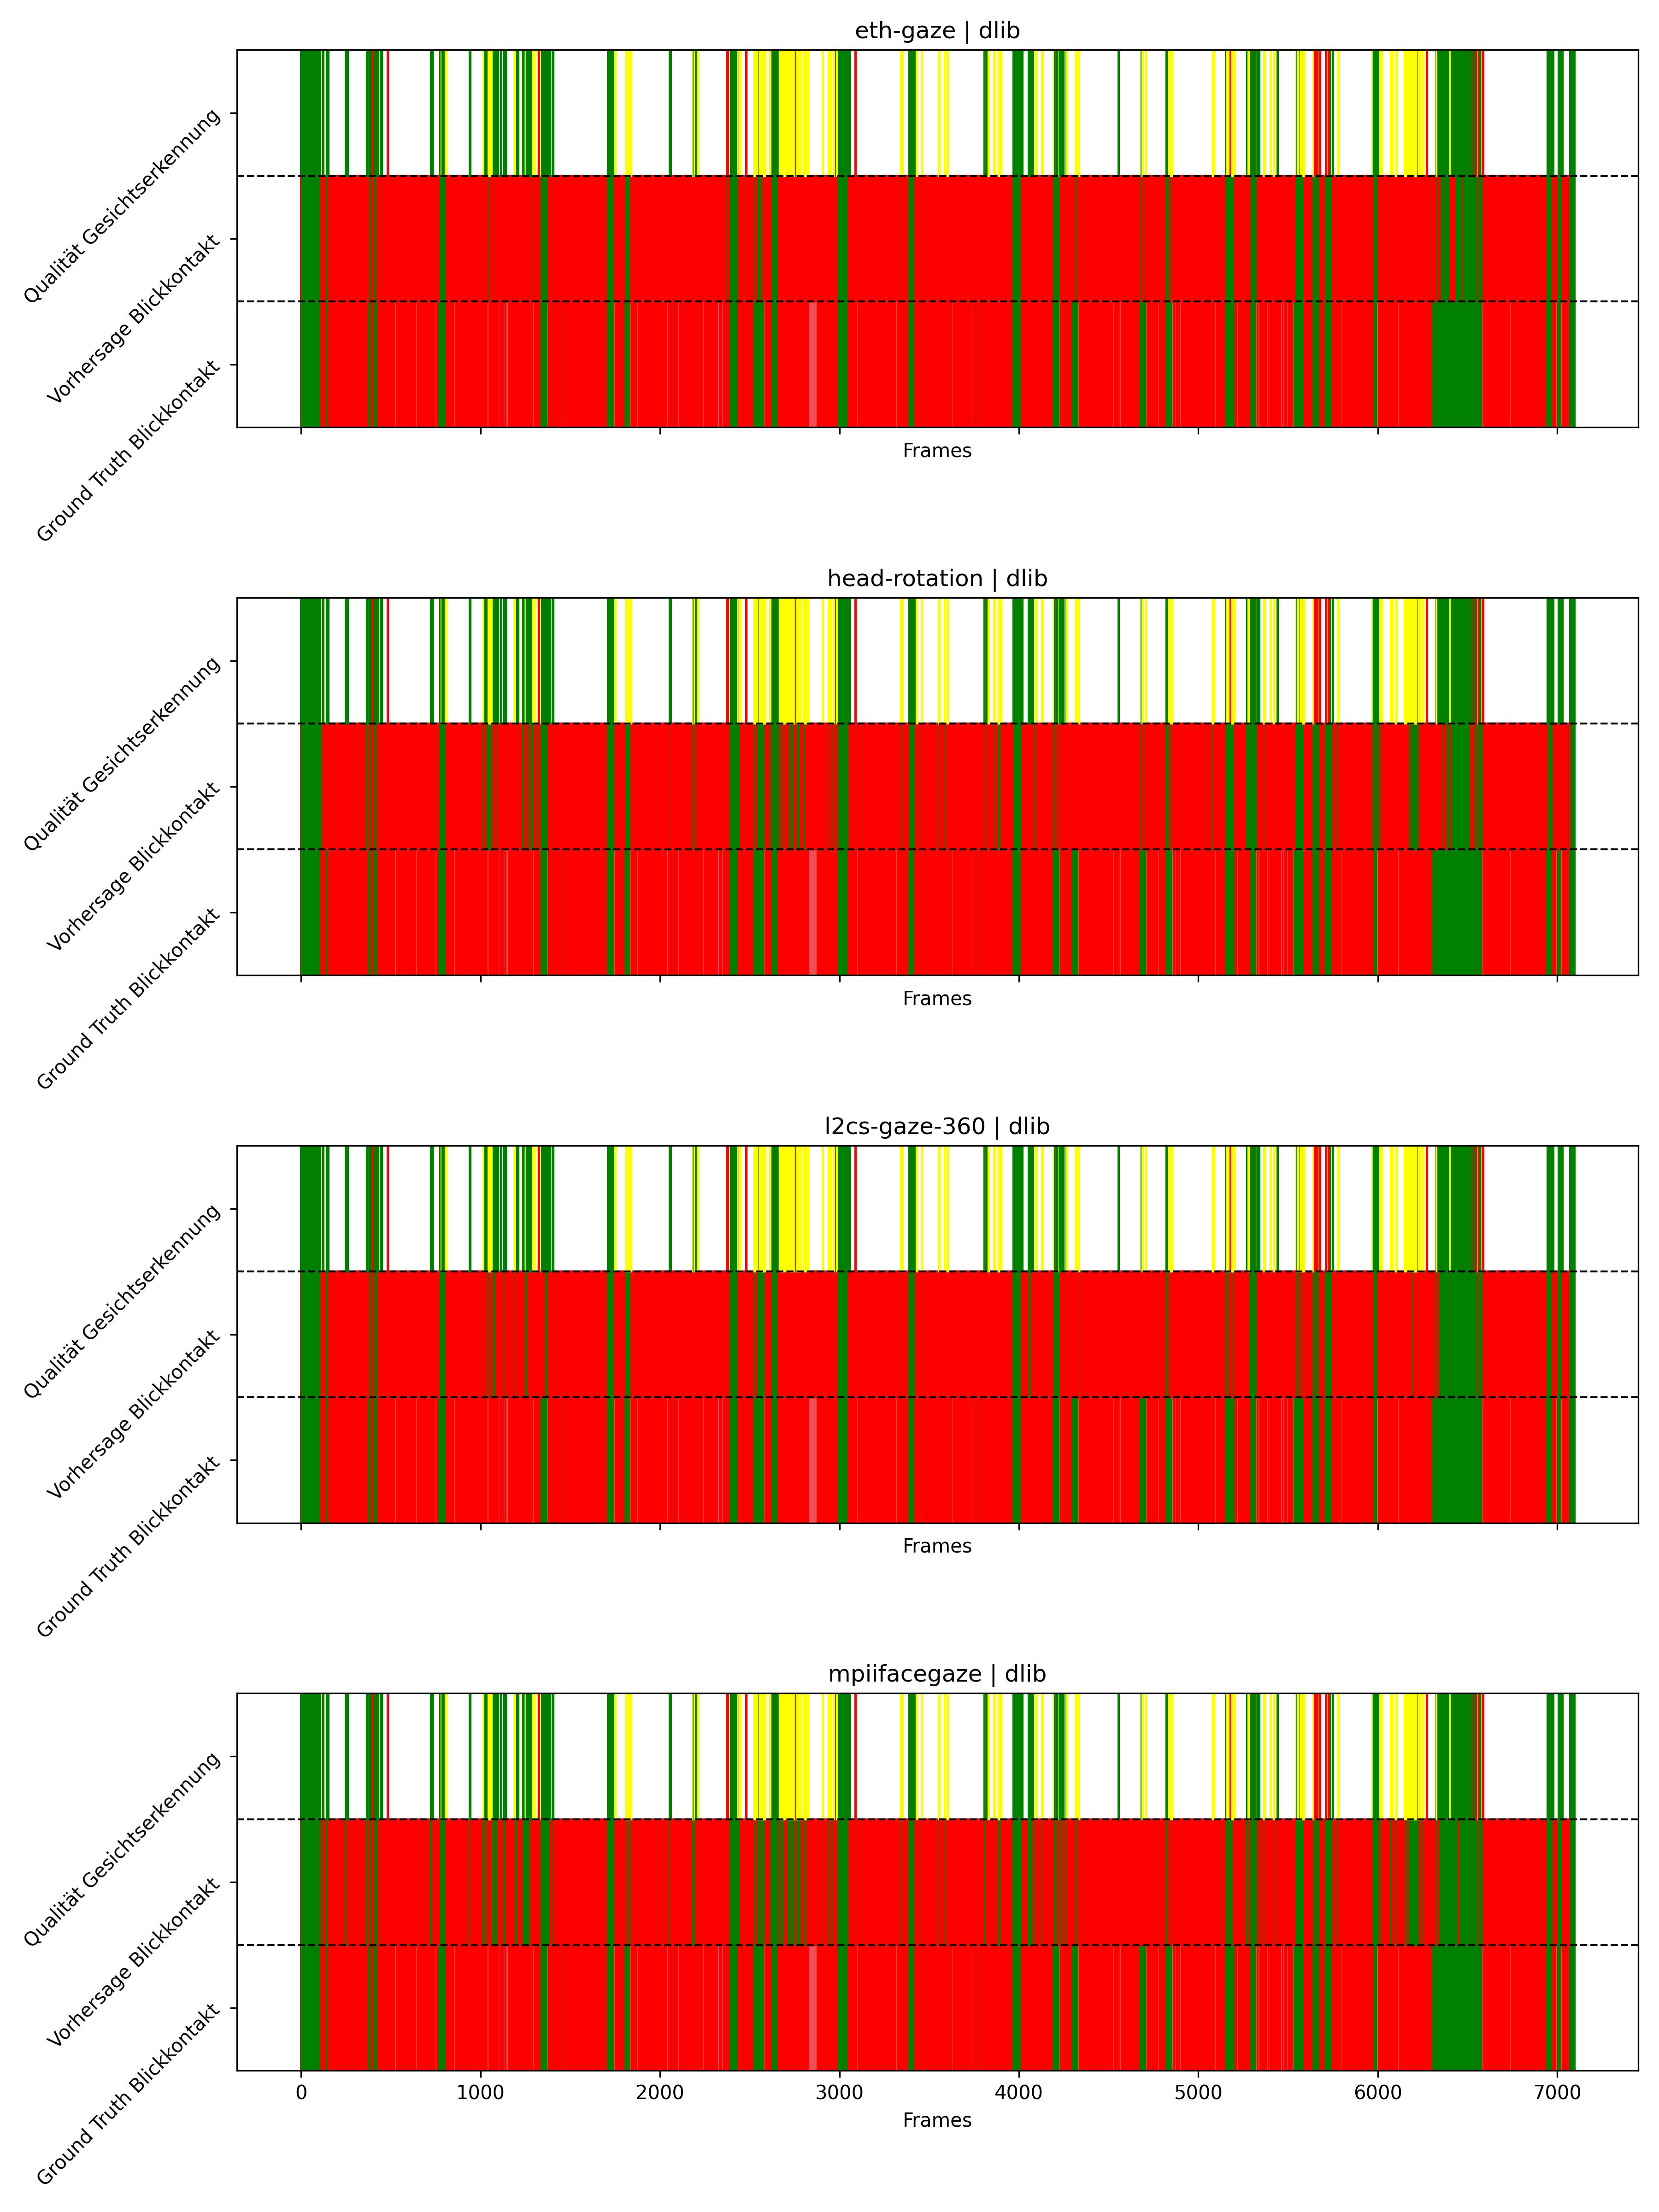 eth-gaze | dlib
Qualität Gesichtserkennung
Vorhersage Blickkontakt
Ground Truth Blickkontakt
Frames
head-rotation | dlib
Qualität Gesichtserkennung
Vorhersage Blickkontakt
Ground Truth Blickkontakt
Frames
l2cs-gaze-360 | dlib
Qualität Gesichtserkennung
Vorhersage Blickkontakt
Ground Truth Blickkontakt
Frames
mpiifacegaze | dlib
Qualität Gesichtserkennung
Vorhersage Blickkontakt
Ground Truth Blickkontakt
0 1000 2000 3000 4000 5000 6000 7000
Frames